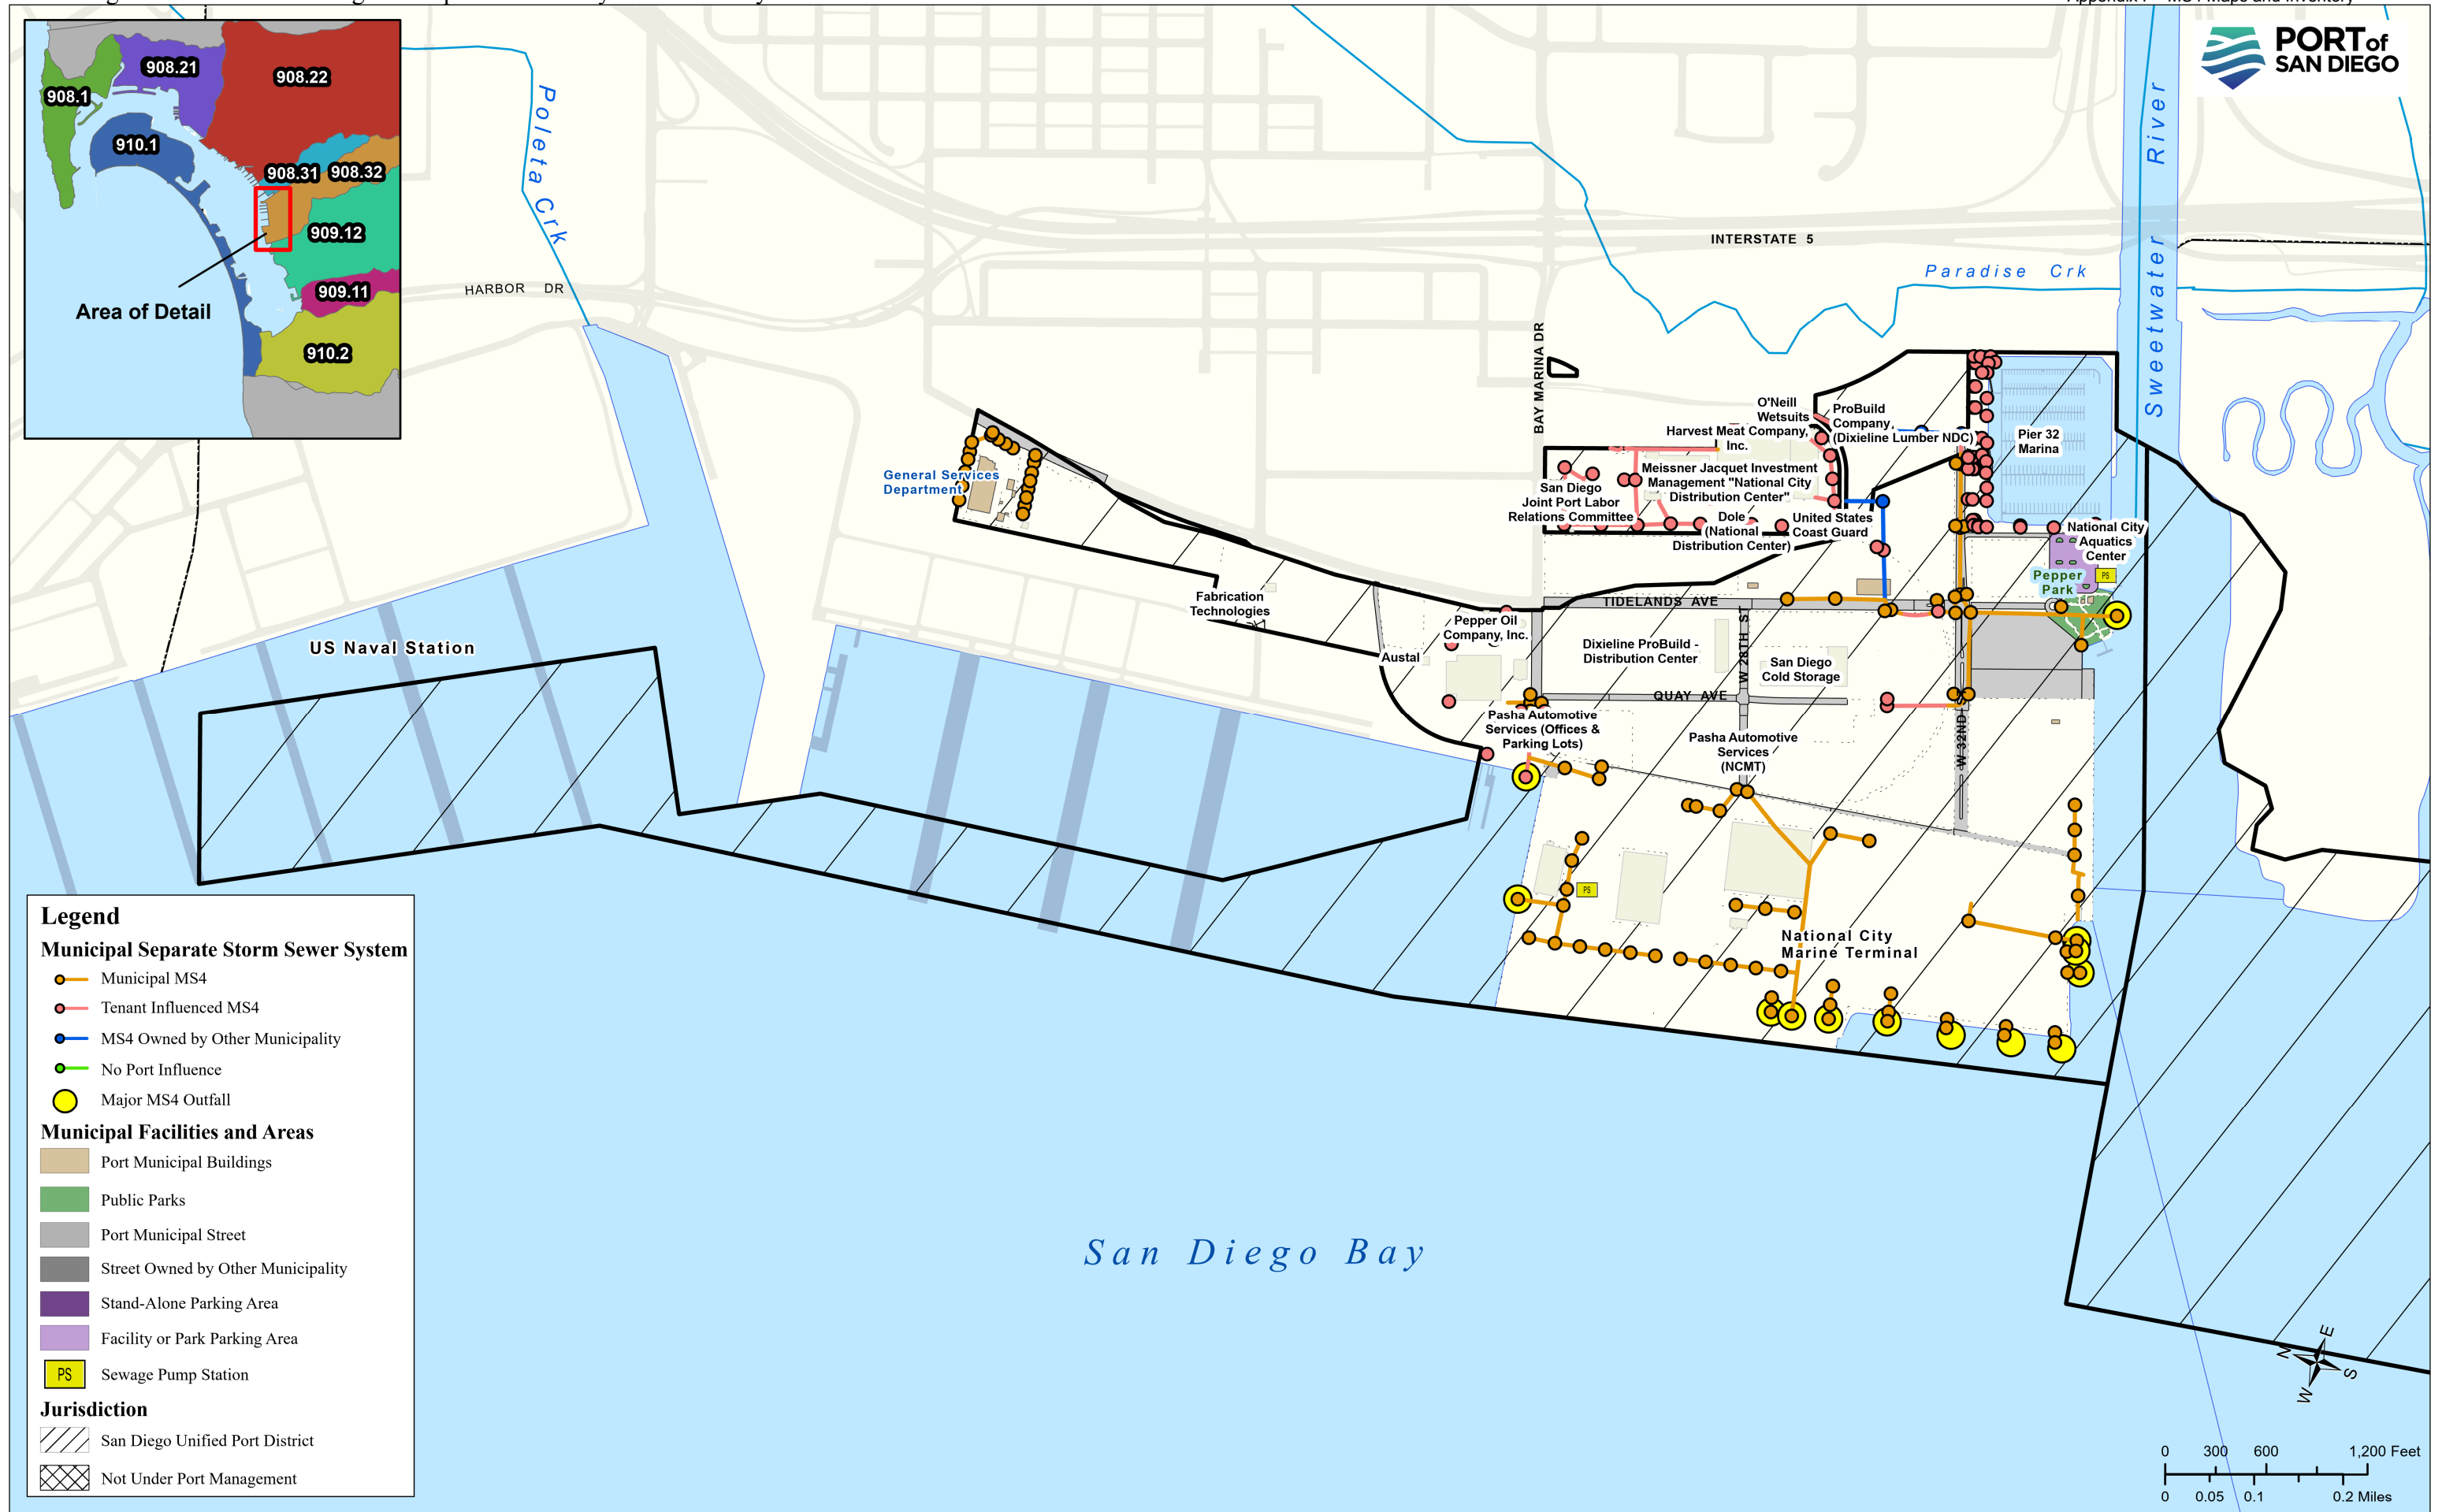 PORT of
SAN DIEGO
908.21
908.22
908.1
910.1
908.31
908.32
909.12
909.11
910.2
Area of Detail
Poleta Crk
HARBOR DR
INTERSTATE 5
Paradise Crk
Sweetwater River
BAY MARINA DR
O'Neill
Wetsuits
ProBuild
Company
(Dixieline Lumber NDC)
Harvest Meat Company,
Inc.
Pier 32
Marina
Meissner Jacquet Investment
Management "National City
Distribution Center"
General Services
Department
San Diego
Joint Port Labor
Relations Committee
Dole
(National
Distribution Center)
United States
Coast Guard
National City
Aquatics
Center
PS
Pepper
Park
Fabrication
Technologies
TIDELANDS AVE
Pepper Oil
Company, Inc.
W 28TH ST
Dixieline ProBuild -
Distribution Center
San Diego
Cold Storage
Austal
US Naval Station
QUAY AVE
Pasha Automotive
Services (Offices &
Parking Lots)
Pasha Automotive
Services
(NCMT)
W 32ND ST
PS
National City
Marine Terminal
San Diego Bay
Legend
Municipal Separate Storm Sewer System
Municipal MS4
Tenant Influenced MS4
MS4 Owned by Other Municipality
No Port Influence
Major MS4 Outfall
Municipal Facilities and Areas
Port Municipal Buildings
Public Parks
Port Municipal Street
Street Owned by Other Municipality
Stand-Alone Parking Area
Facility or Park Parking Area
PS Sewage Pump Station
Jurisdiction
San Diego Unified Port District
Not Under Port Management
N E S W
0 300 600 1,200 Feet
0 0.05 0.1 0.2 Miles